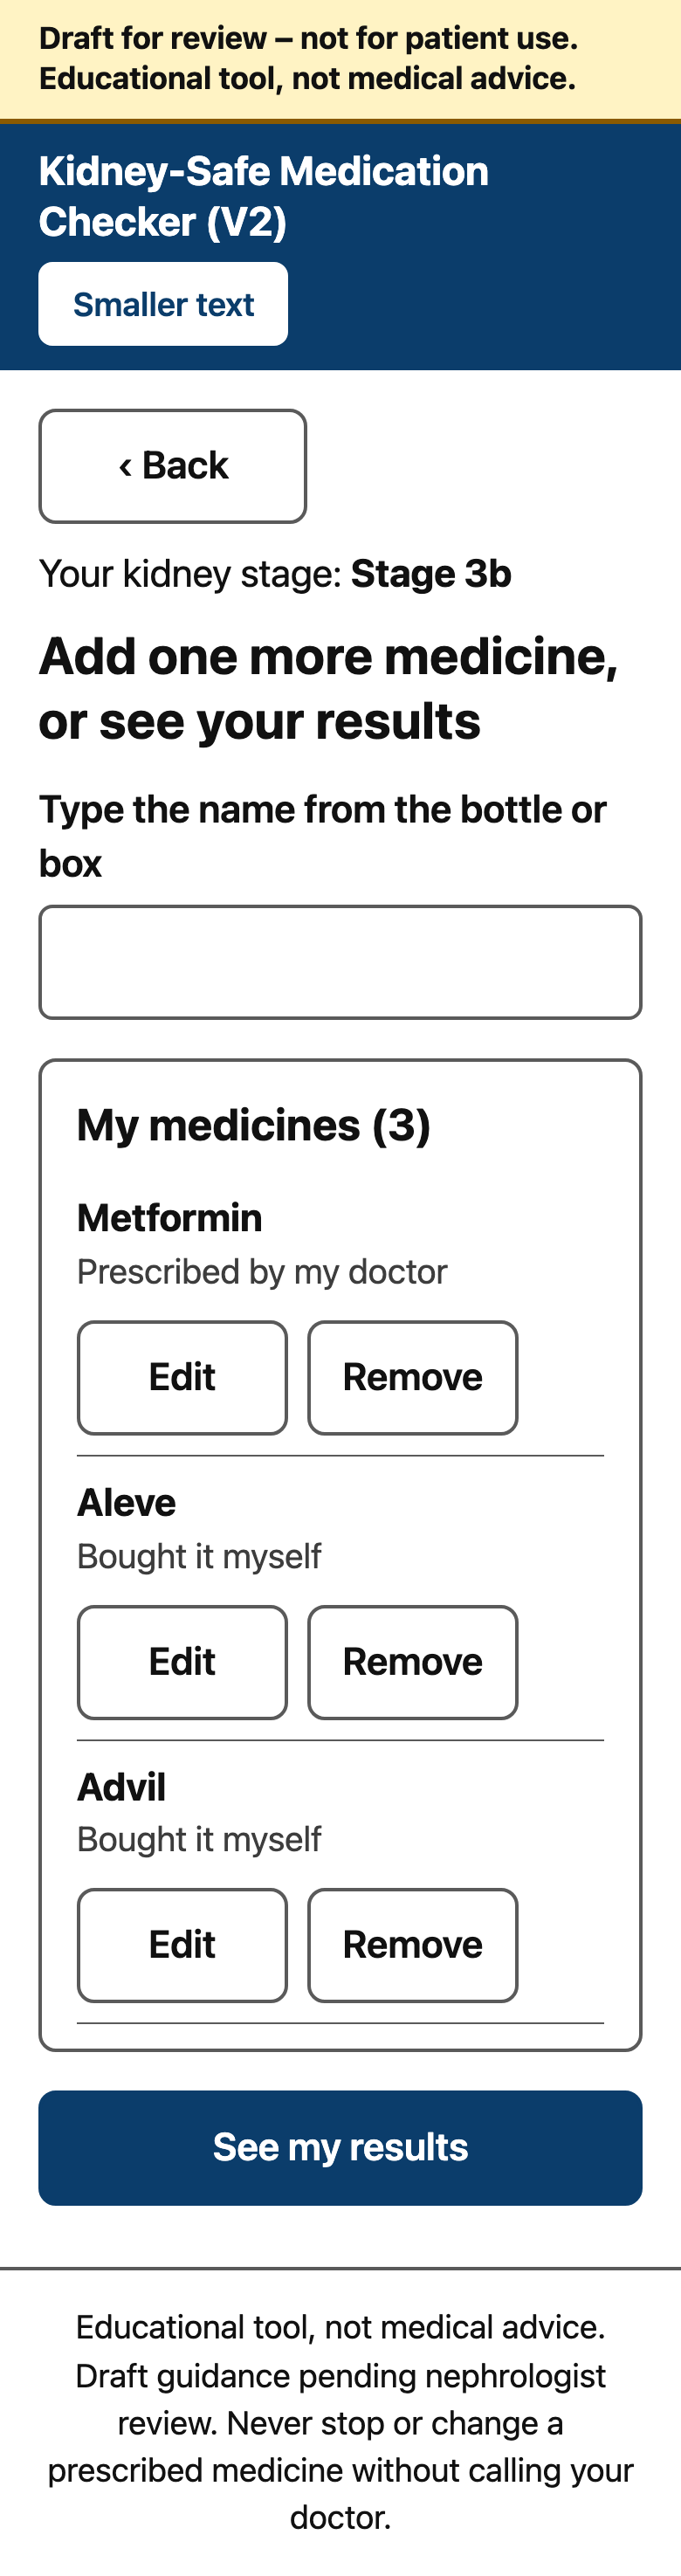 Draft for review – not for patient use.
Educational tool, not medical advice.
Kidney-Safe Medication
Checker (V2)
Smaller text
‹ Back
Your kidney stage: Stage 3b
Add one more medicine,
or see your results
Type the name from the bottle or
box
My medicines (3)
Metformin
Prescribed by my doctor
Edit
Remove
Aleve
Bought it myself
Edit
Remove
Advil
Bought it myself
Edit
Remove
See my results
Educational tool, not medical advice.
Draft guidance pending nephrologist
review. Never stop or change a
prescribed medicine without calling your
doctor.